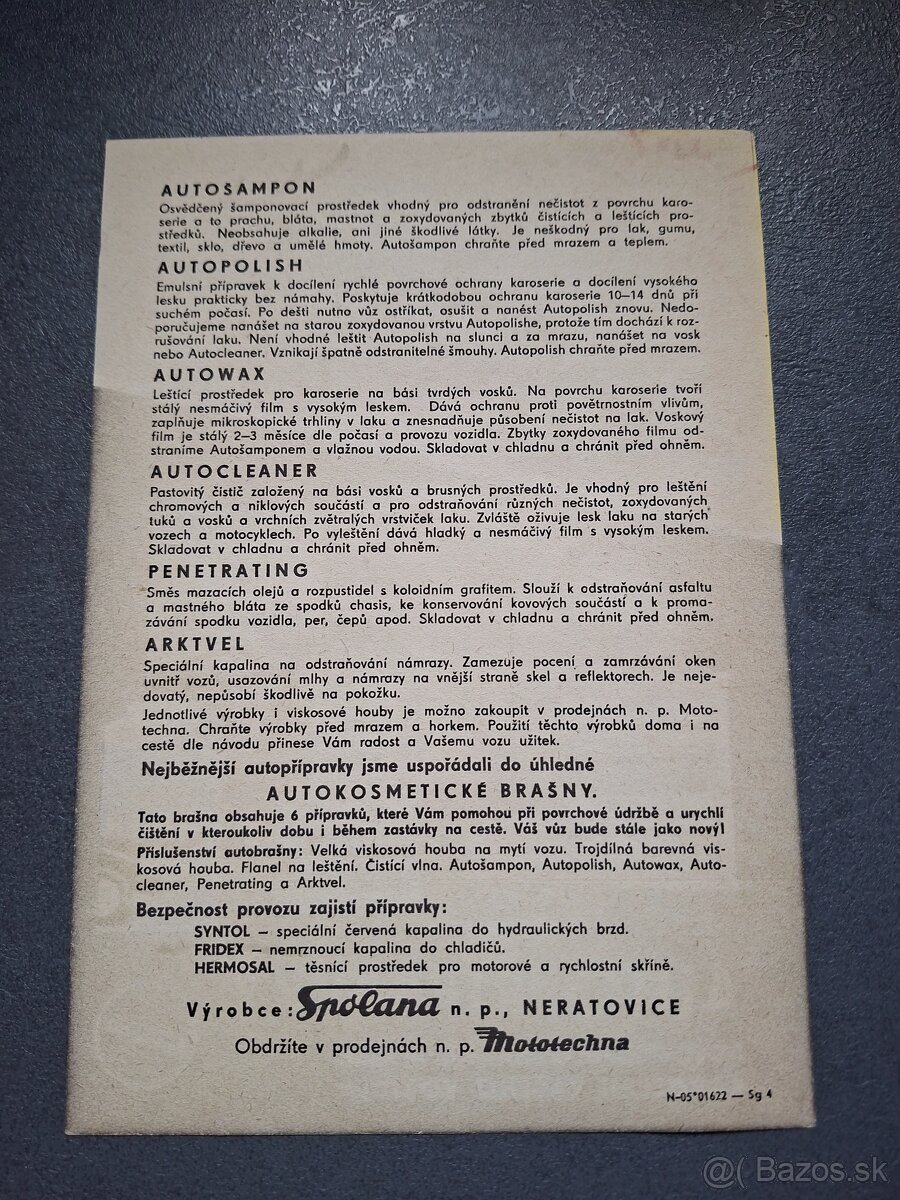 AUTOŠAMPON
Osvědčený šamponovací prostředek vhodný pro odstranění nečistot z povrchu karo-
serie a to prachu, bláta, mastnot a zoxydovaných zbytků čistících a leštících pro-
středků. Neobsahuje alkalie, ani jiné škodlivé látky. Je neškodný pro lak, gumu,
textil, sklo, dřevo a umělé hmoty. Autošampon chraňte před mrazem a teplem.
AUTOPOLISH
Emulsní přípravek k docílení rychlé povrchové ochrany karoserie a docílení vysokého
lesku prakticky bez námahy. Poskytuje krátkodobou ochranu karoserie 10–14 dnů při
suchém počasí. Po dešti nutno vůz ostříkat, osušit a nanést Autopolish znovu. Nedo-
poručujeme nanášet na starou zoxydovanou vrstvu Autopolishe, protože tím dochází k roz-
rušování laku. Není vhodné leštit Autopolish na slunci a za mrazu, nanášet na vosk
nebo Autocleaner. Vznikají špatně odstranitelné šmouhy. Autopolish chraňte před mrazem.
AUTOWAX
Leštící prostředek pro karoserie na bási tvrdých vosků. Na povrchu karoserie tvoří
stálý nesmáčivý film s vysokým leskem. Dává ochranu proti povětrnostním vlivům,
zaplňuje mikroskopické trhliny v laku a znesnadňuje působení nečistot na lak. Voskový
film je stálý 2–3 měsíce dle počasí a provozu vozidla. Zbytky zoxydovaného filmu od-
straníme Autošamponem a vlažnou vodou. Skladovat v chladnu a chránit před ohněm.
AUTOCLEANER
Pastovitý čistič založený na bási vosků a brusných prostředků. Je vhodný pro leštění
chromových a niklových součástí a pro odstraňování různých nečistot, zoxydovaných
tuků a vosků a vrchních zvětralých vrstviček laku. Zvláště oživuje lesk laku na starých
vozech a motocyklech. Po vyleštění dává hladký a nesmáčivý film s vysokým leskem.
Skladovat v chladnu a chránit před ohněm.
PENETRATING
Směs mazacích olejů a rozpustidel s koloidním grafitem. Slouží k odstraňování asfaltu
a mastného bláta ze spodků chasis, ke konservování kovových součástí a k proma-
závání spodku vozidla, per, čepů apod. Skladovat v chladnu a chránit před ohněm.
ARKTVEL
Speciální kapalina na odstraňování námrazy. Zamezuje pocení a zamrzávání oken
uvnitř vozů, usazování mlhy a námrazy na vnější straně skel a reflektorech. Je neje-
dovatý, nepůsobí škodlivě na pokožku.
Jednotlivé výrobky i viskosové houby je možno zakoupit v prodejnách n. p. Moto-
techna. Chraňte výrobky před mrazem a horkem. Použití těchto výrobků doma i na
cestě dle návodu přinese Vám radost a Vašemu vozu užitek.
Nejběžnější autopřípravky jsme uspořádali do úhledné
AUTOKOSMETICKÉ BRAŠNY.
Tato brašna obsahuje 6 přípravků, které Vám pomohou při povrchové údržbě a urychlí
čištění v kteroukoliv dobu i během zastávky na cestě. Váš vůz bude stále jako nový!
Příslušenství autobrašny: Velká viskosová houba na mytí vozu. Trojdílná barevná vis-
kosová houba. Flanel na leštění. Čistící vlna. Autošampon, Autopolish, Autowax, Auto-
cleaner, Penetrating a Arktvel.
Bezpečnost provozu zajistí přípravky:
SYNTOL – speciální červená kapalina do hydraulických brzd.
FRIDEX – nemrznoucí kapalina do chladičů.
HERMOSAL – těsnící prostředek pro motorové a rychlostní skříně.
Výrobce: Spolana n. p., NERATOVICE
Obdržíte v prodejnách n. p. Mototechna
N-05*01622 — Sg 4
@( Bazos.sk